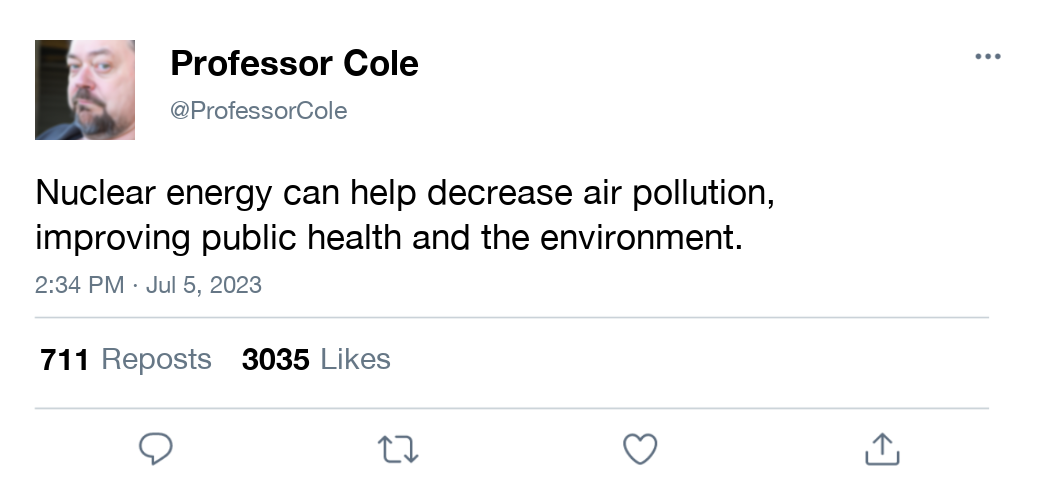 Professor Cole
@ProfessorCole
Nuclear energy can help decrease air pollution,
improving public health and the environment.
2:34 PM · Jul 5, 2023
711 Reposts 3035 Likes